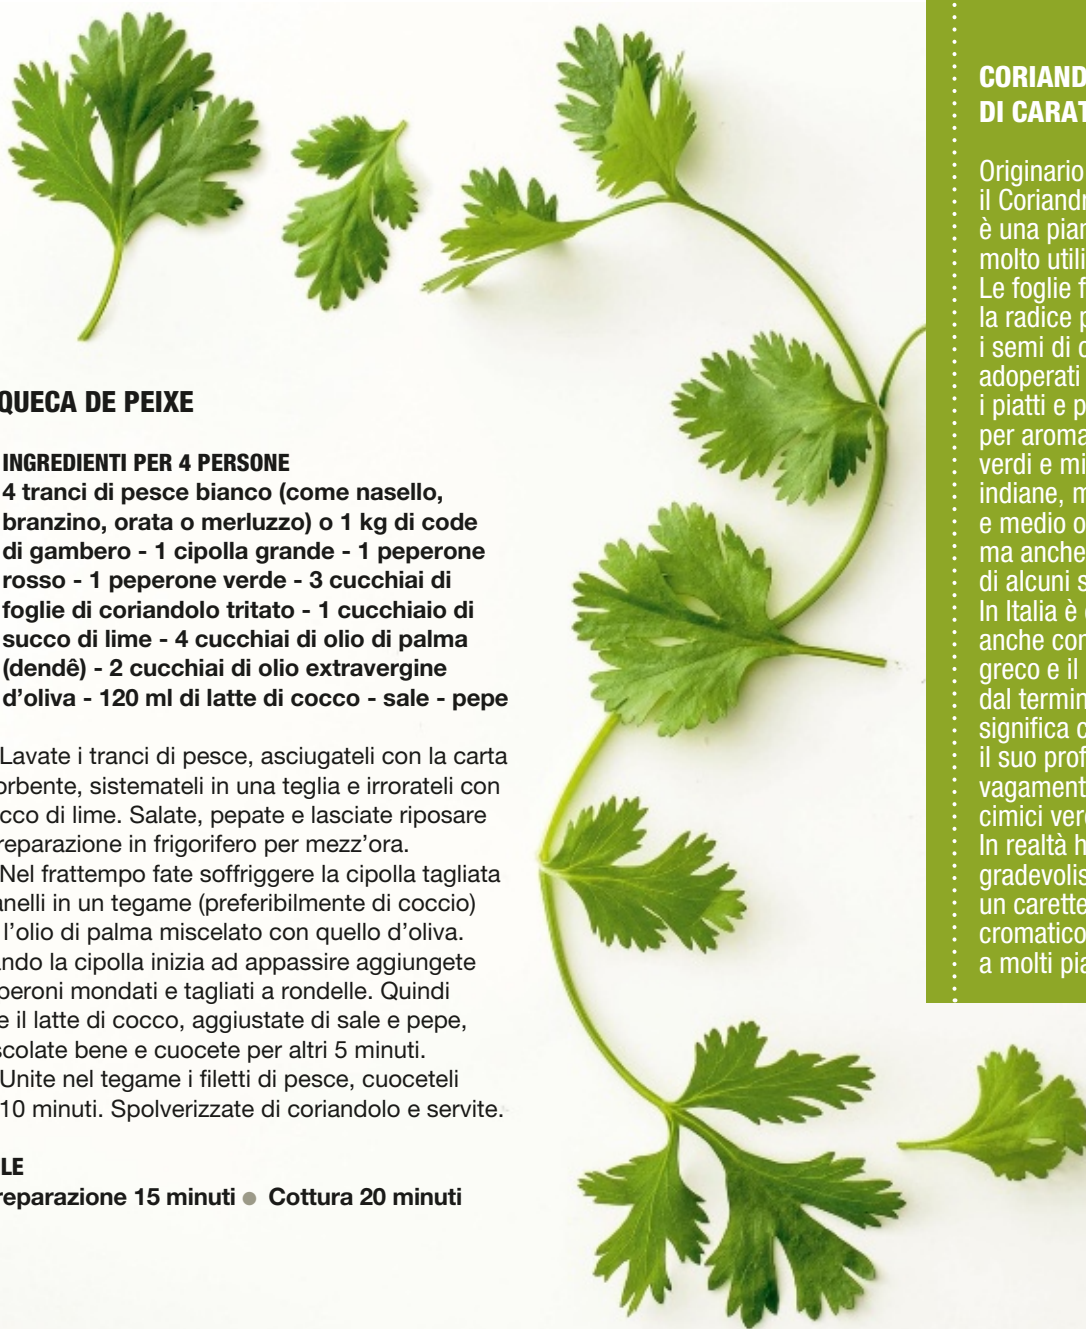 QUECA DE PEIXE
INGREDIENTI PER 4 PERSONE
4 tranci di pesce bianco (come nasello,
branzino, orata o merluzzo) o 1 kg di code
di gambero - 1 cipolla grande - 1 peperone
rosso - 1 peperone verde - 3 cucchiai di
foglie di coriandolo tritato - 1 cucchiaio di
succo di lime - 4 cucchiai di olio di palma
(dendê) - 2 cucchiai di olio extravergine
d’oliva - 120 ml di latte di cocco - sale - pepe
Lavate i tranci di pesce, asciugateli con la carta
orbente, sistemateli in una teglia e irrorateli con
cco di lime. Salate, pepate e lasciate riposare
reparazione in frigorifero per mezz’ora.
Nel frattempo fate soffriggere la cipolla tagliata
anelli in un tegame (preferibilmente di coccio)
l’olio di palma miscelato con quello d’oliva.
ando la cipolla inizia ad appassire aggiungete
peroni mondati e tagliati a rondelle. Quindi
e il latte di cocco, aggiustate di sale e pepe,
scolate bene e cuocete per altri 5 minuti.
Unite nel tegame i filetti di pesce, cuoceteli
10 minuti. Spolverizzate di coriandolo e servite.
LE
reparazione 15 minuti ● Cottura 20 minuti
CORIAND
DI CARAT
Originario
il Coriandr
è una pian
molto utili
Le foglie f
la radice p
i semi di c
adoperati
i piatti e p
per aroma
verdi e mi
indiane, m
e medio o
ma anche
di alcuni s
In Italia è
anche con
greco e il
dal termin
significa c
il suo prof
vagament
cimici verd
In realtà h
gradevolis
un carette
cromatico
a molti pia